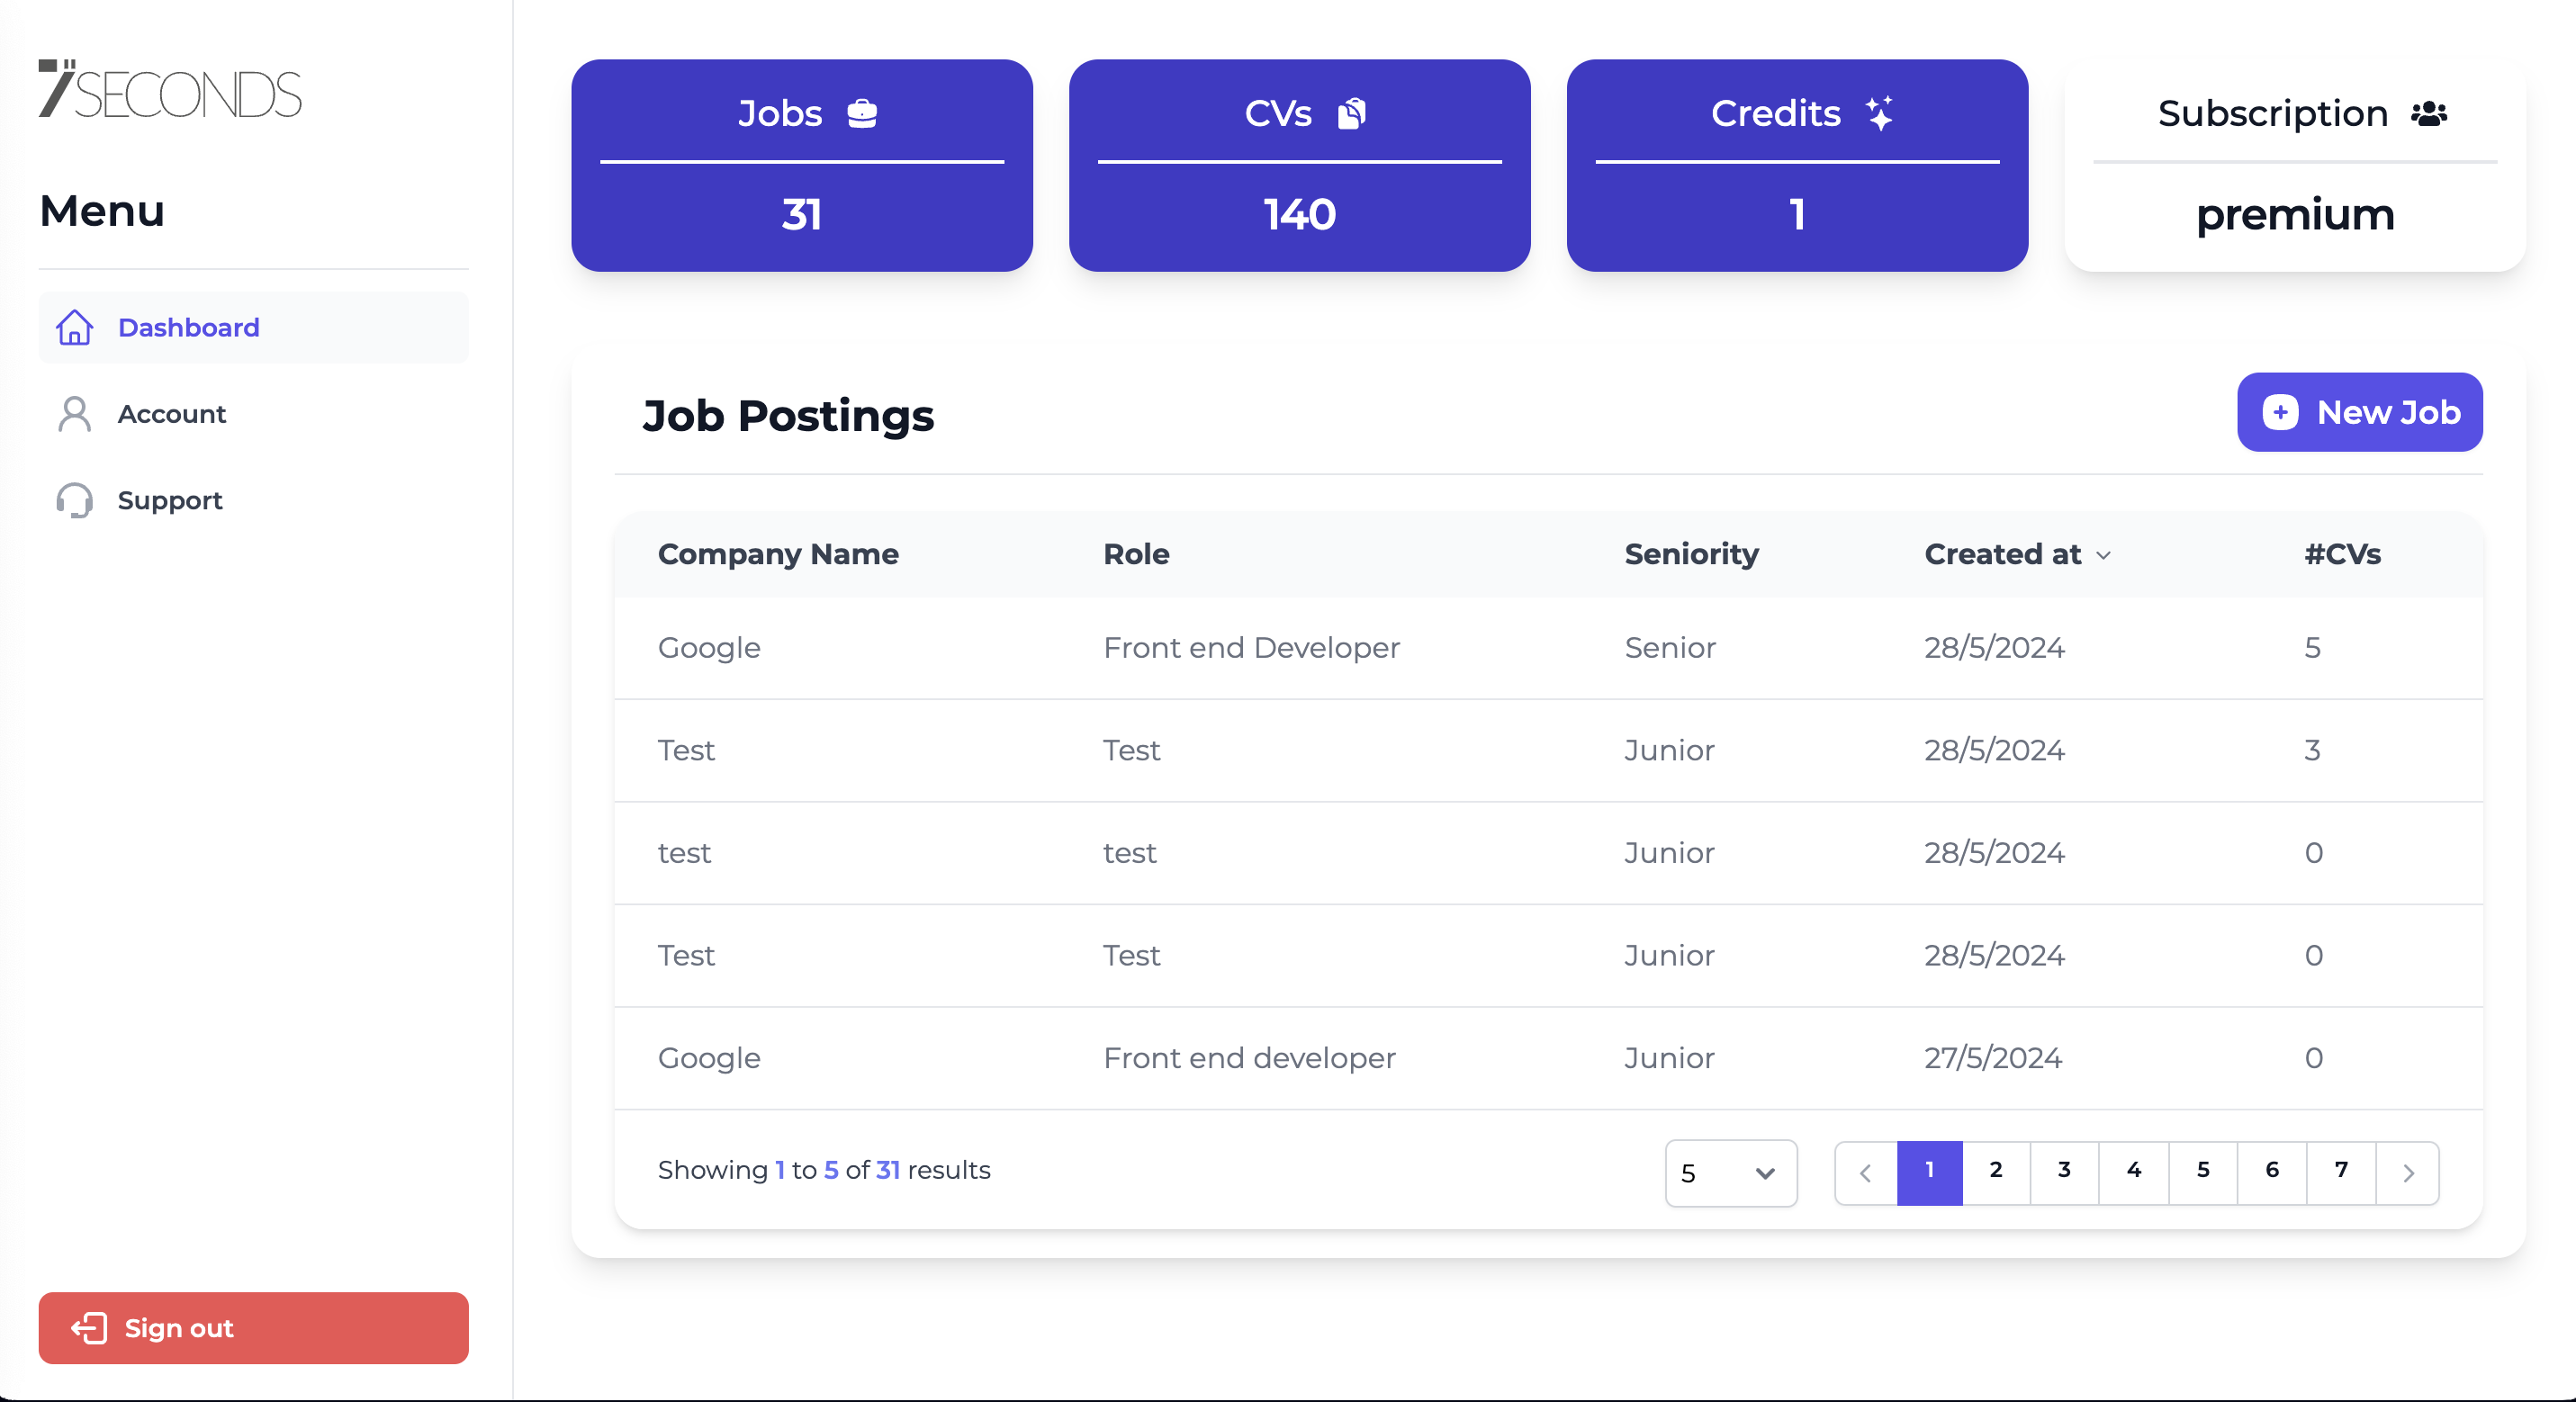 7SECONDS
Menu
Dashboard
Account
Support
Sign out
Jobs
31
CVs
140
Credits
1
Subscription
premium
Job Postings
New Job
Company Name Role Seniority Created at #CVs
Google Front end Developer Senior 28/5/2024 5
Test Test Junior 28/5/2024 3
test test Junior 28/5/2024 0
Test Test Junior 28/5/2024 0
Google Front end developer Junior 27/5/2024 0
Showing 1 to 5 of 31 results 5 1 2 3 4 5 6 7